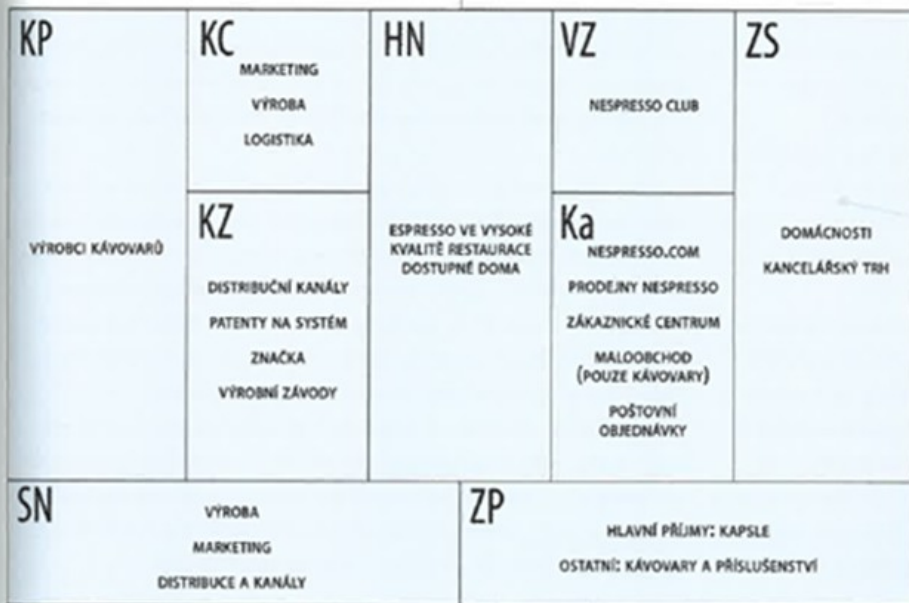 KP
VÝROBCI KÁVOVARŮ
KC
MARKETING
VÝROBA
LOGISTIKA
KZ
DISTRIBUČNÍ KANÁLY
PATENTY NA SYSTÉM
ZNAČKA
VÝROBNÍ ZÁVODY
HN
ESPRESSO VE VYSOKÉ
KVALITĚ RESTAURACE
DOSTUPNÉ DOMA
VZ
NESPRESSO CLUB
Ka
NESPRESSO.COM
PRODEJNY NESPRESSO
ZÁKAZNICKÉ CENTRUM
MALOOBCHOD
(POUZE KÁVOVARY)
POŠTOVNÍ
OBJEDNÁVKY
ZS
DOMÁCNOSTI
KANCELÁŘSKÝ TRH
SN
VÝROBA
MARKETING
DISTRIBUCE A KANÁLY
ZP
HLAVNÍ PŘÍJMY: KAPSLE
OSTATNÍ: KÁVOVARY A PŘÍSLUŠENSTVÍ